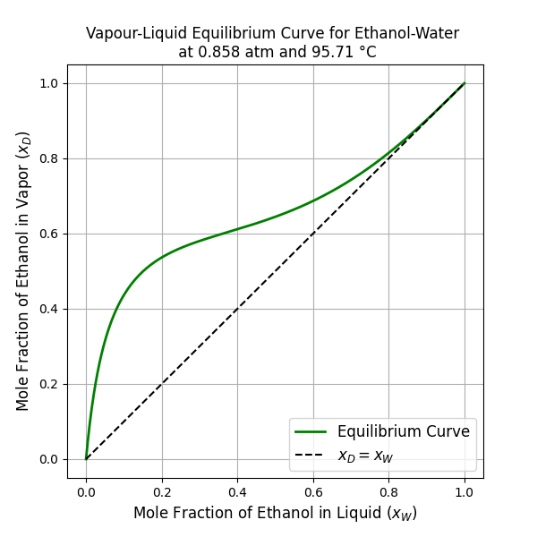 Vapour-Liquid Equilibrium Curve for Ethanol-Water
at 0.858 atm and 95.71 °C
Mole Fraction of Ethanol in Vapor (x_D)
1.0
0.8
0.6
0.4
0.2
0.0
Equilibrium Curve
x_D = x_W
0.0 0.2 0.4 0.6 0.8 1.0
Mole Fraction of Ethanol in Liquid (x_W)